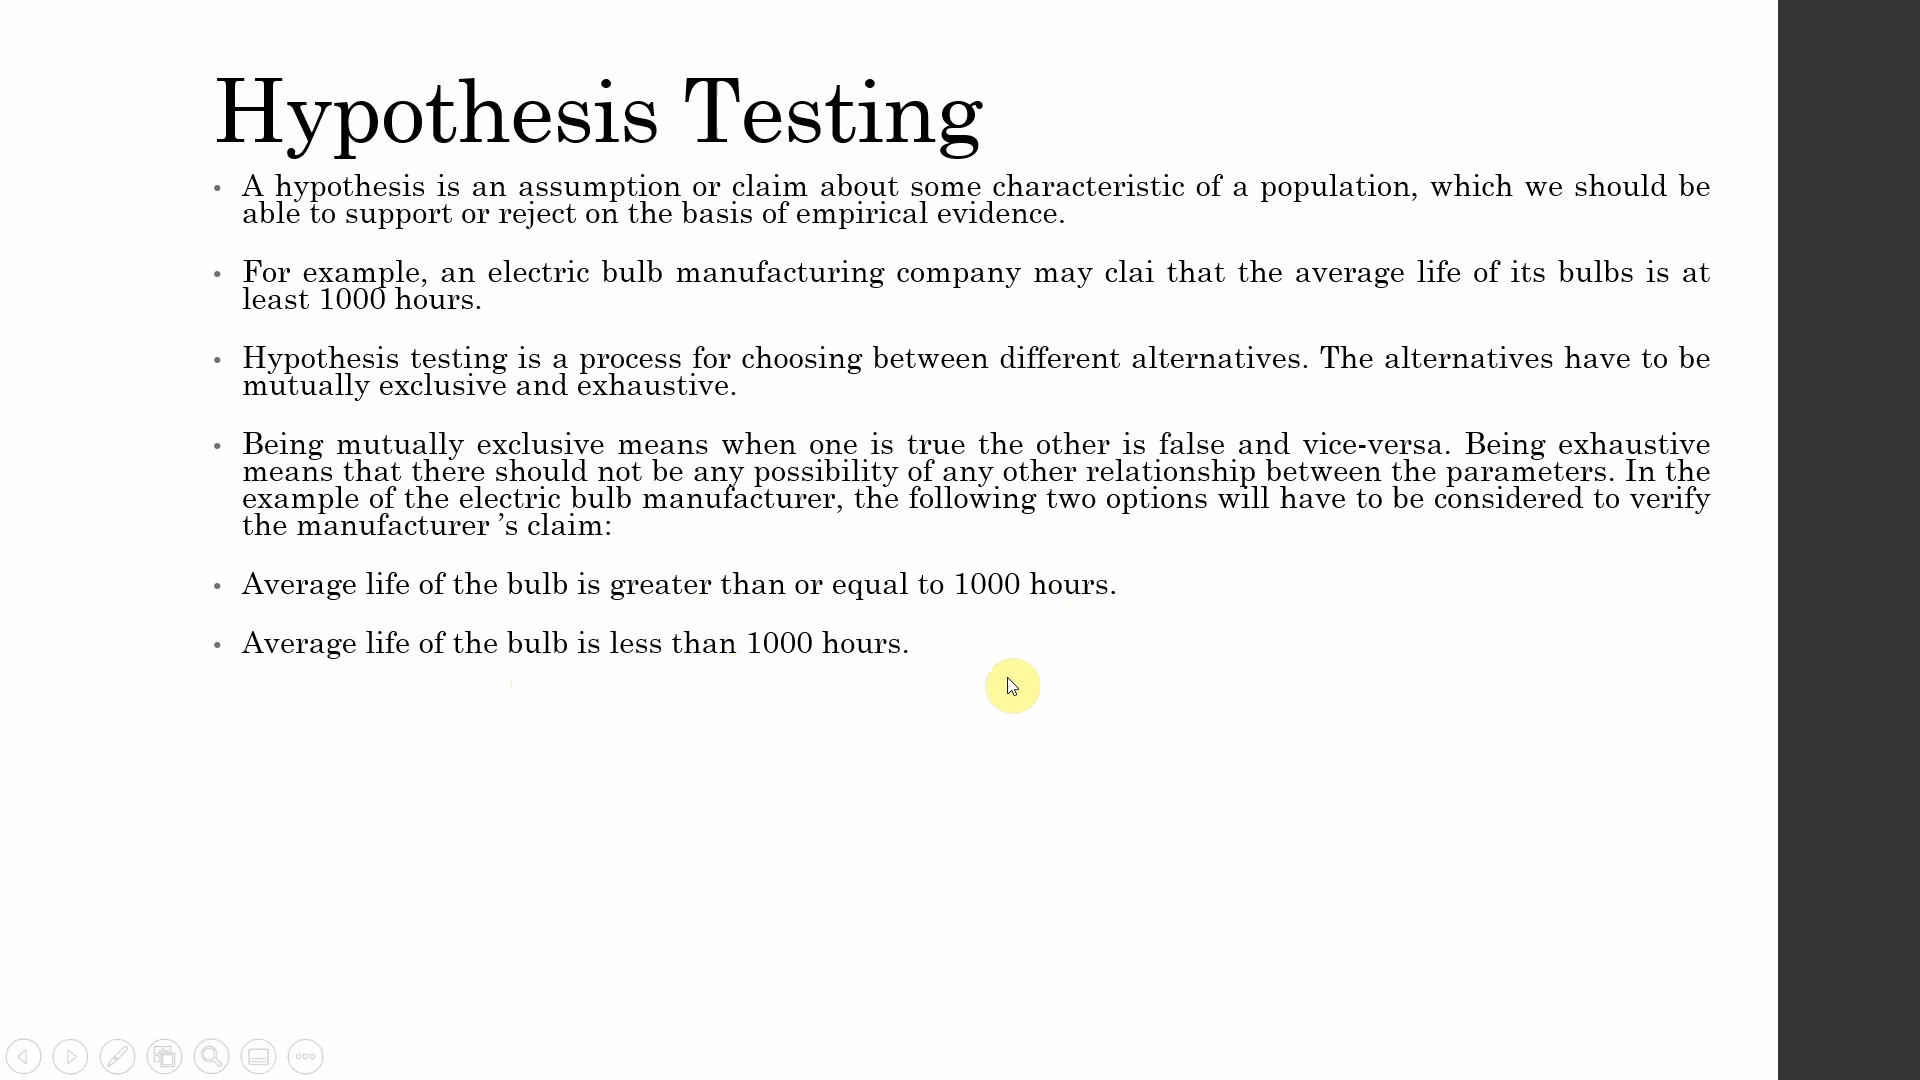 Hypothesis Testing
• A hypothesis is an assumption or claim about some characteristic of a population, which we should be
able to support or reject on the basis of empirical evidence.
• For example, an electric bulb manufacturing company may clai that the average life of its bulbs is at
least 1000 hours.
• Hypothesis testing is a process for choosing between different alternatives. The alternatives have to be
mutually exclusive and exhaustive.
• Being mutually exclusive means when one is true the other is false and vice-versa. Being exhaustive
means that there should not be any possibility of any other relationship between the parameters. In the
example of the electric bulb manufacturer, the following two options will have to be considered to verify
the manufacturer ’s claim:
• Average life of the bulb is greater than or equal to 1000 hours.
• Average life of the bulb is less than 1000 hours.